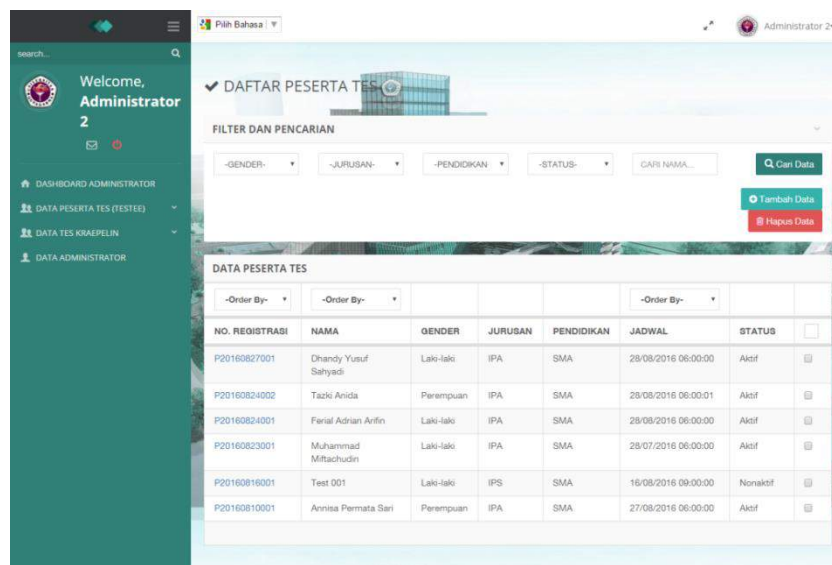 Pilih Bahasa
Administrator 2
search...
Welcome,
Administrator
2
DASHBOARD ADMINISTRATOR
DATA PESERTA TES (TESTEE)
DATA TES KRAEPELIN
DATA ADMINISTRATOR
DAFTAR PESERTA TES
FILTER DAN PENCARIAN
-GENDER- -JURUSAN- -PENDIDIKAN -STATUS- CARI NAMA... Cari Data
Tambah Data
Hapus Data
DATA PESERTA TES
-Order By- -Order By- -Order By-
NO. REGISTRASI NAMA GENDER JURUSAN PENDIDIKAN JADWAL STATUS
P20160827001 Dhandy Yusuf Sahyadi Laki-laki IPA SMA 28/08/2016 06:00:00 Aktif
P20160824002 Tazki Anida Perempuan IPA SMA 28/08/2016 06:00:01 Aktif
P20160824001 Ferial Adrian Arifin Laki-laki IPA SMA 28/08/2016 06:00:00 Aktif
P20160823001 Muhammad Miftachudin Laki-laki IPA SMA 28/07/2016 06:00:00 Aktif
P20160816001 Test 001 Laki-laki IPS SMA 16/08/2016 09:00:00 Nonaktif
P20160810001 Annisa Permata Sari Perempuan IPA SMA 27/08/2016 06:00:00 Aktif